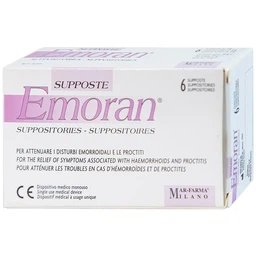 SUPPOSTE
Emoran®
SUPPOSITORIES - SUPPOSITOIRES
6 SUPPOSTE
SUPPOSITORIES
SUPPOSITOIRES
PER ATTENUARE I DISTURBI EMORROIDALI E LE PROCTITI
FOR THE RELIEF OF SYMPTOMS ASSOCIATED WITH HAEMORRHOIDS AND PROCTITIS
POUR ATTÉNUER LES TROUBLES EN CAS D'HÉMORROÏDES ET DE PROCTITES
CE
Dispositivo medico monouso
Single use medical device
Dispositif médical à usage unique
MAR-FARMA®
MILANO